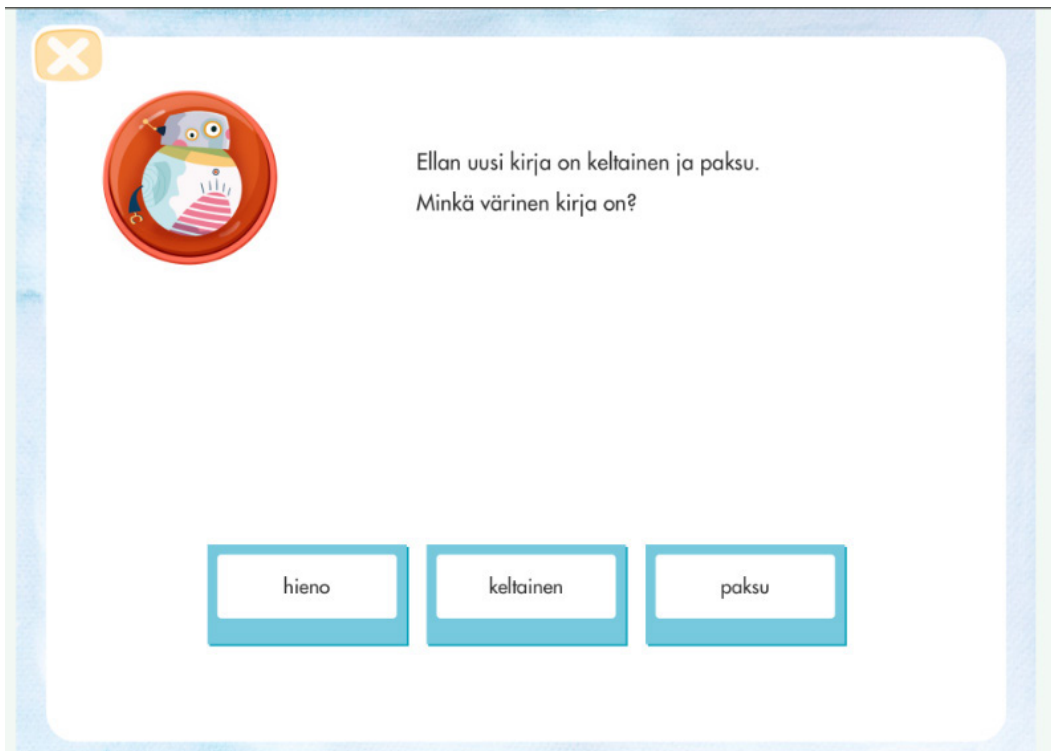 Ellan uusi kirja on keltainen ja paksu.
Minkä värinen kirja on?
hieno
keltainen
paksu